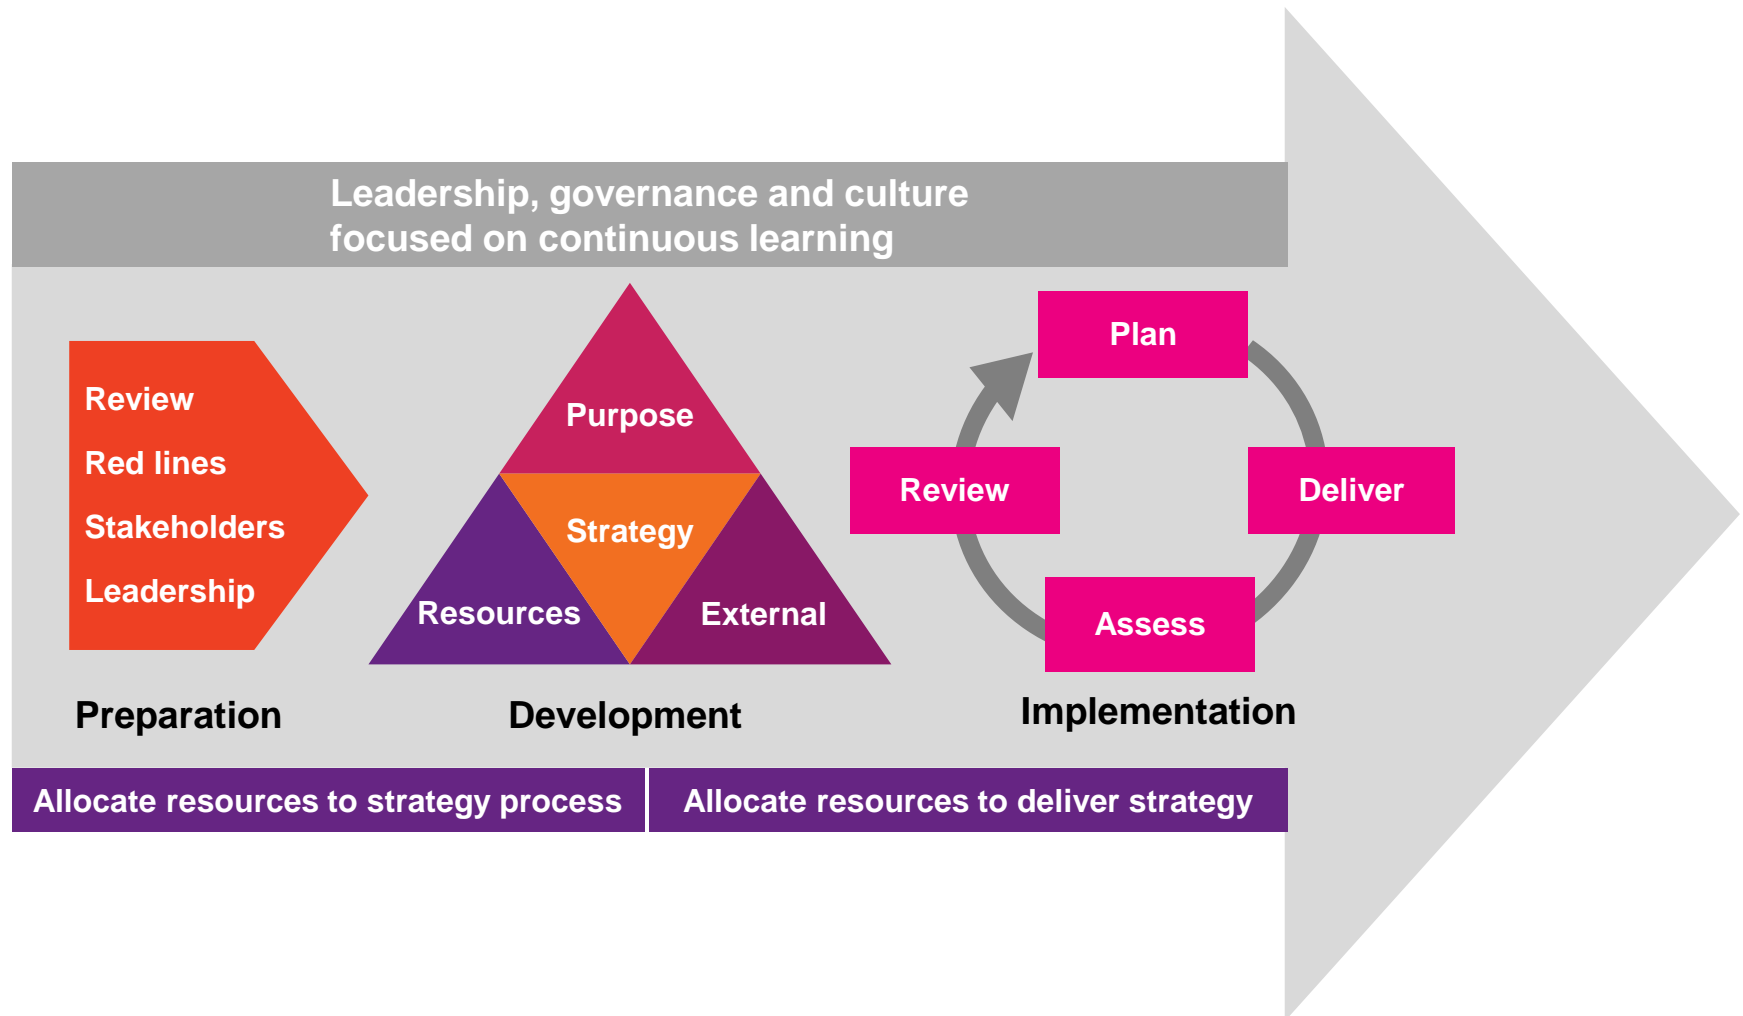 Leadership, governance and culture
focused on continuous learning
Review
Red lines
Stakeholders
Leadership
Preparation
Purpose
Strategy
Resources
External
Development
Plan
Deliver
Assess
Review
Implementation
Allocate resources to strategy process
Allocate resources to deliver strategy